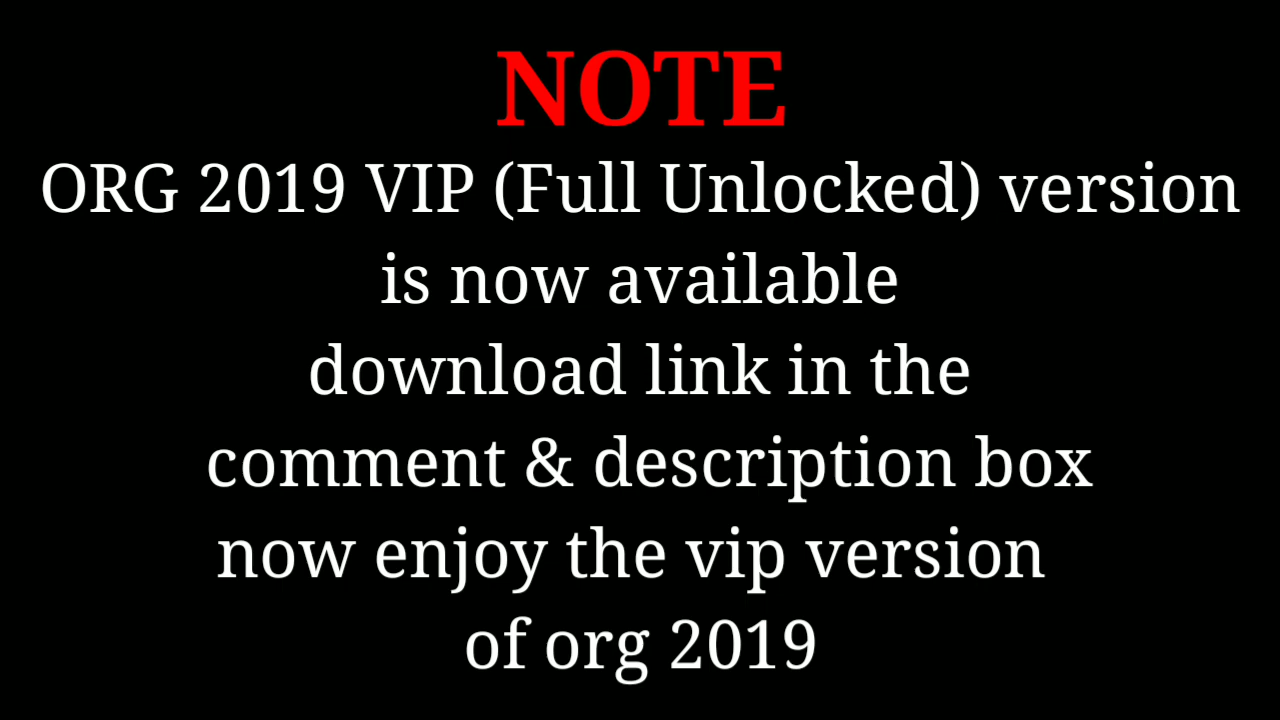 NOTE
ORG 2019 VIP (Full Unlocked) version
is now available
download link in the
comment & description box
now enjoy the vip version
of org 2019